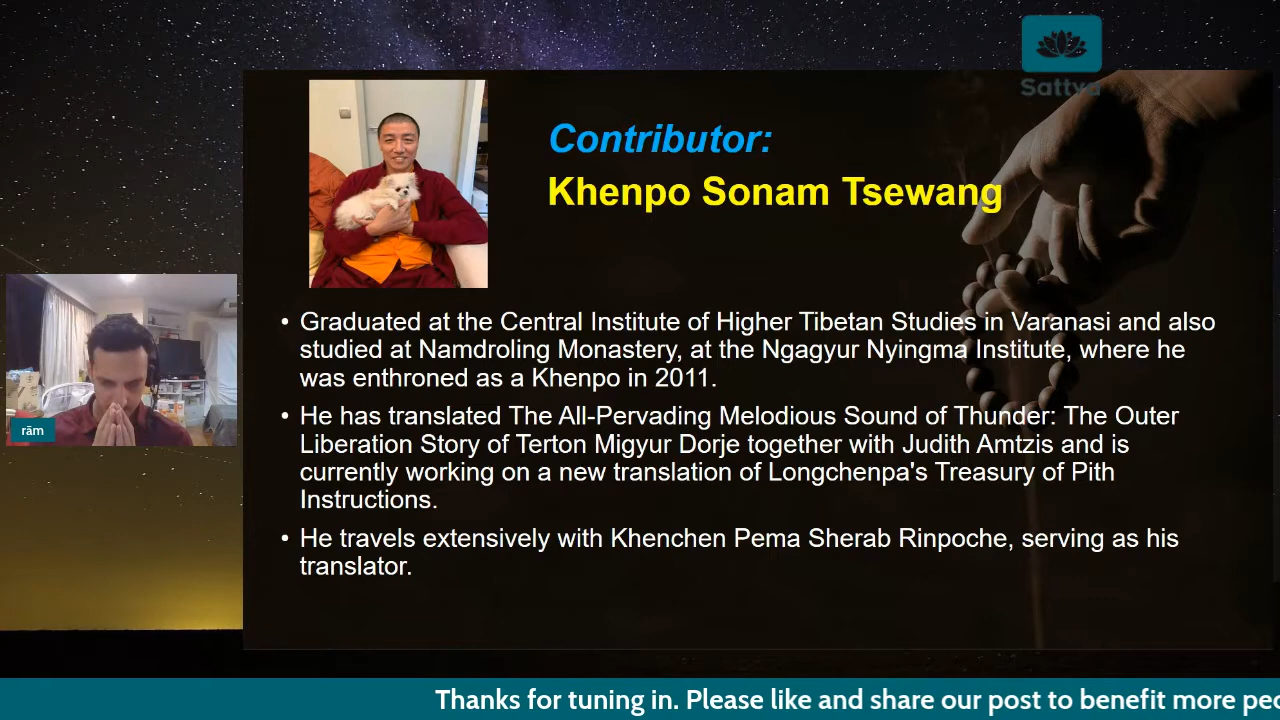 Sattva
Contributor:
Khenpo Sonam Tsewang
• Graduated at the Central Institute of Higher Tibetan Studies in Varanasi and also
studied at Namdroling Monastery, at the Ngagyur Nyingma Institute, where he
was enthroned as a Khenpo in 2011.
• He has translated The All-Pervading Melodious Sound of Thunder: The Outer
Liberation Story of Terton Migyur Dorje together with Judith Amtzis and is
currently working on a new translation of Longchenpa's Treasury of Pith
Instructions.
• He travels extensively with Khenchen Pema Sherab Rinpoche, serving as his
translator.
rām
Thanks for tuning in. Please like and share our post to benefit more